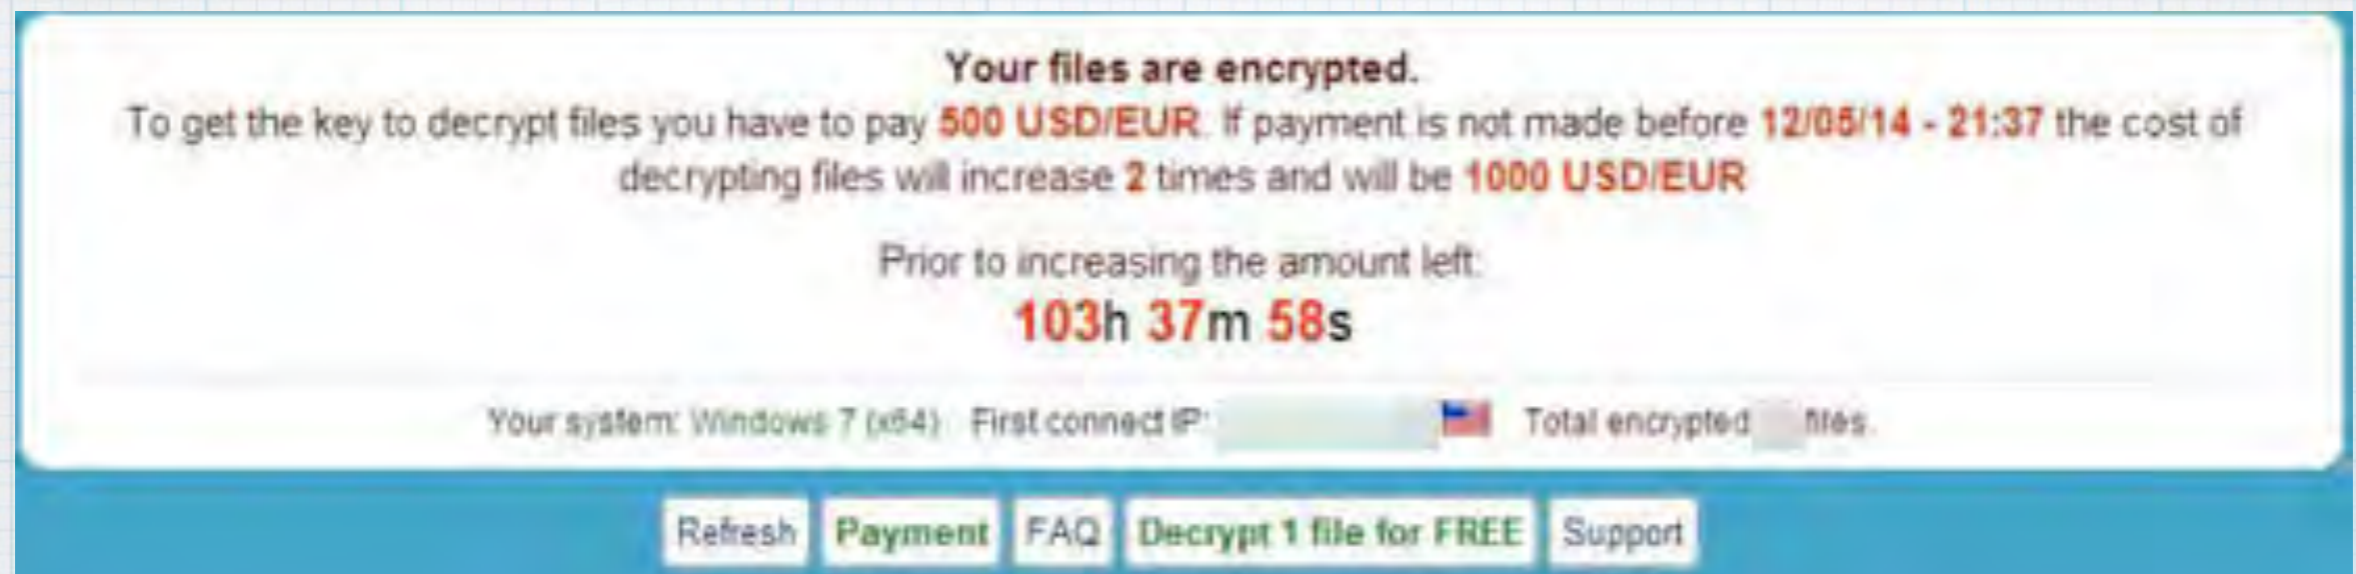 Your files are encrypted.
To get the key to decrypt files you have to pay 500 USD/EUR. If payment is not made before 12/05/14 - 21:37 the cost of
decrypting files will increase 2 times and will be 1000 USD/EUR
Prior to increasing the amount left:
103h 37m 58s
Your system: Windows 7 (x64) First connect IP: Total encrypted files.
Refresh Payment FAQ Decrypt 1 file for FREE Support